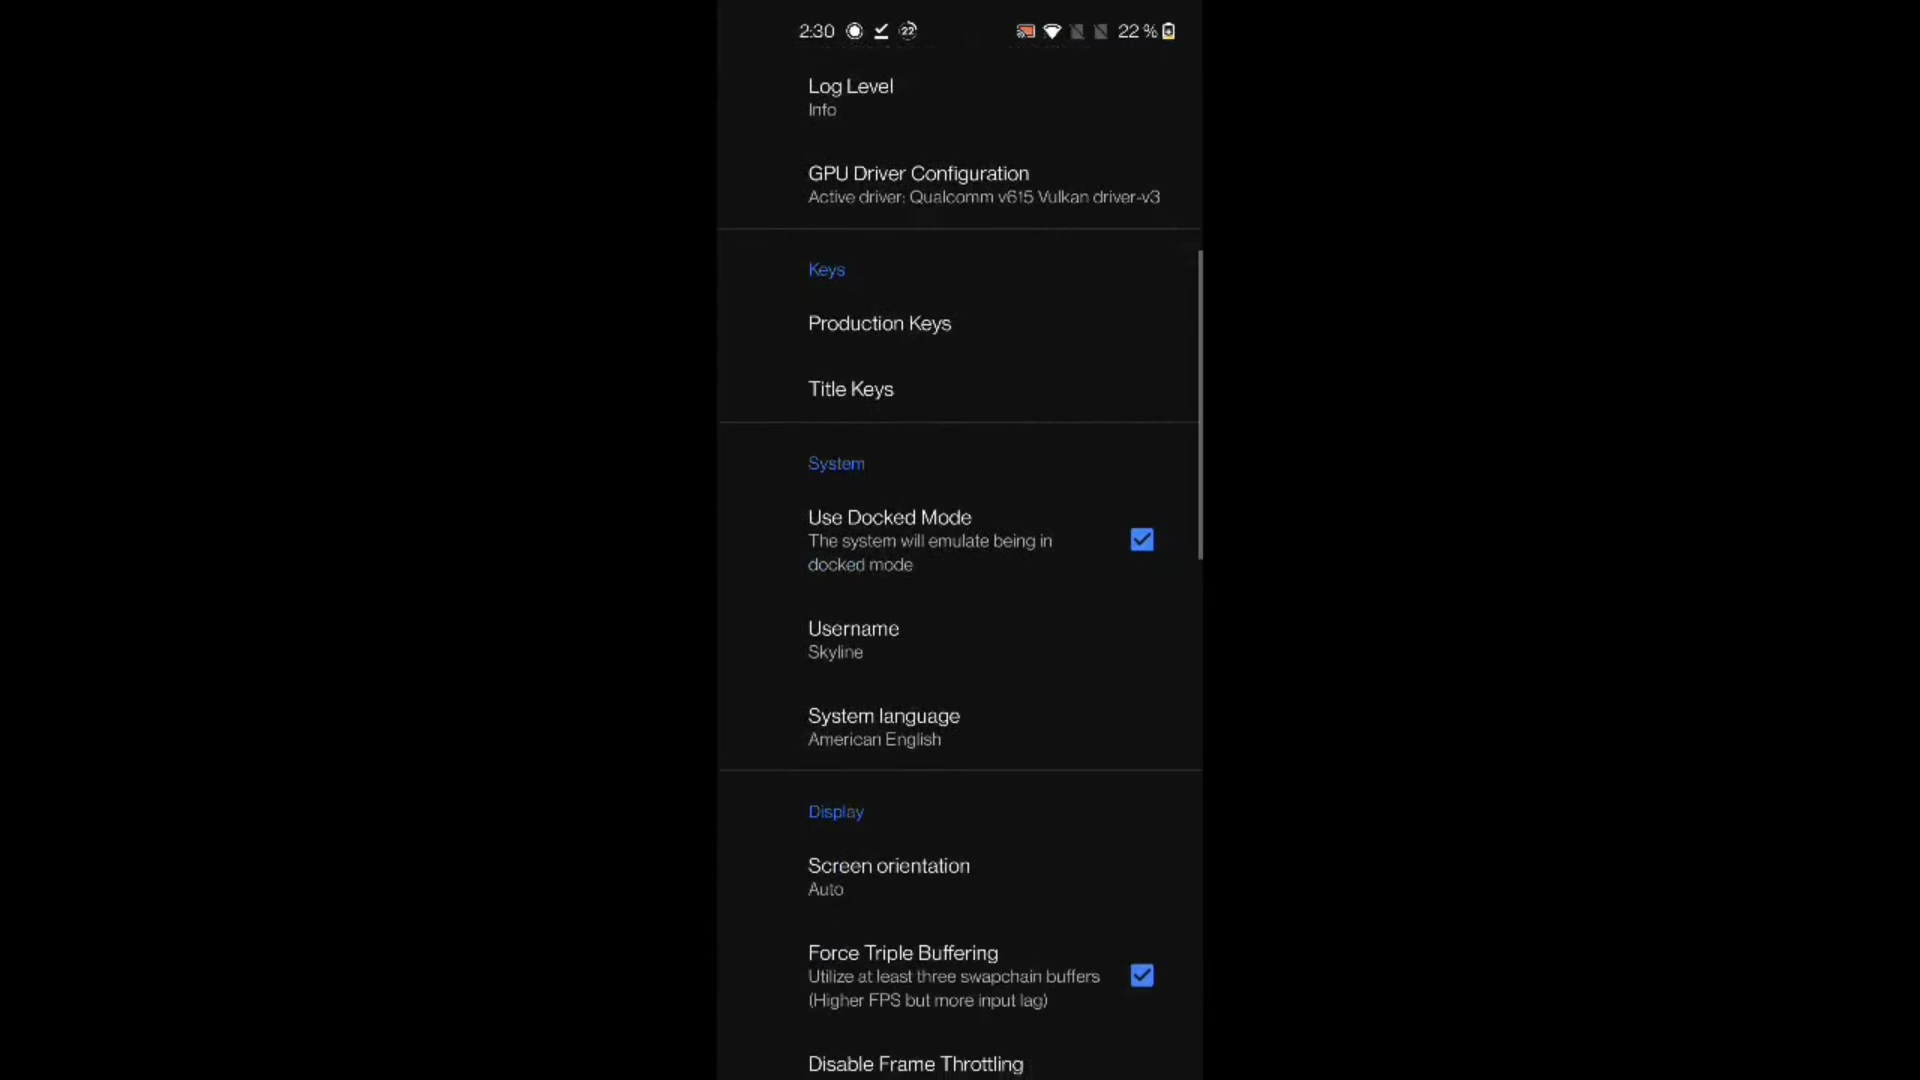 2:30 22 22 %
Log Level
Info
GPU Driver Configuration
Active driver: Qualcomm v615 Vulkan driver-v3
Keys
Production Keys
Title Keys
System
Use Docked Mode
The system will emulate being in
docked mode
Username
Skyline
System language
American English
Display
Screen orientation
Auto
Force Triple Buffering
Utilize at least three swapchain buffers
(Higher FPS but more input lag)
Disable Frame Throttling